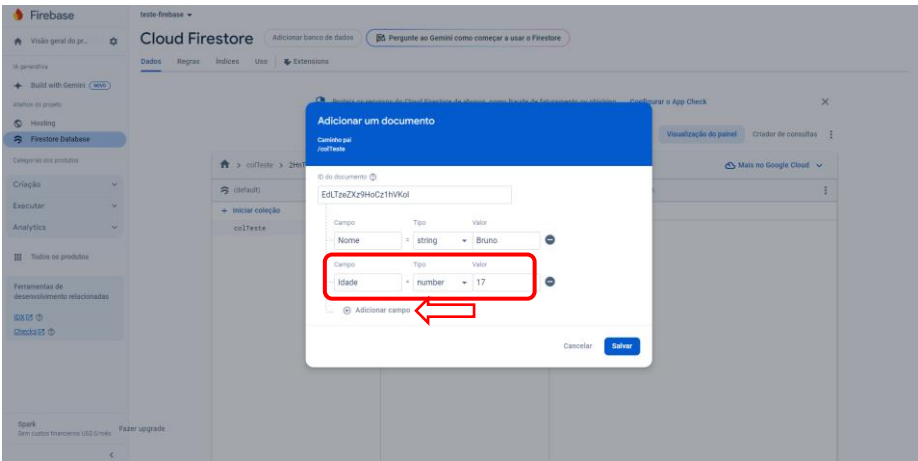 Firebase
teste-firebase
Visão geral do pr...
Cloud Firestore
Adicionar banco de dados
Pergunte ao Gemini como começar a usar o Firestore
Dados Regras Índices Uso Extensions
IA generativa
Build with Gemini NOVO
Atalhos do projeto
Hosting
Firestore Database
Categorias dos produtos
Criação
Executar
Analytics
Todos os produtos
Ferramentas de
desenvolvimento relacionadas
IDX
Checks
Spark
Sem custos financeiros USD 0/mês
Fazer upgrade
Configurar o App Check
Visualização do painel Criador de consultas
colTeste
Mais no Google Cloud
(default)
+ Iniciar coleção
colTeste
Adicionar um documento
Caminho pai
/colTeste
ID do documento
EdLTzeZXz9HoCz1hVKol
Campo Tipo Valor
Nome = string Bruno
Campo Tipo Valor
Idade = number 17
Adicionar campo
Cancelar Salvar